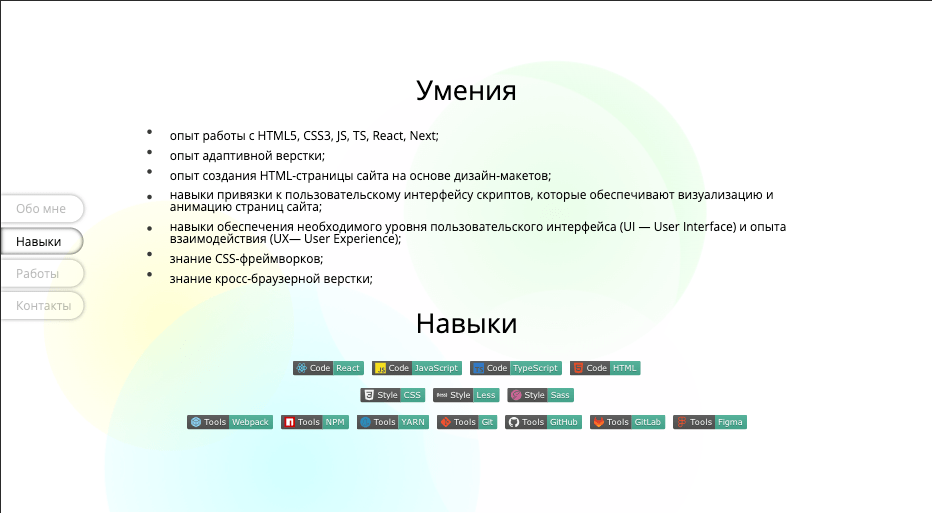 Умения
опыт работы с HTML5, CSS3, JS, TS, React, Next;
опыт адаптивной верстки;
опыт создания HTML-страницы сайта на основе дизайн-макетов;
навыки привязки к пользовательскому интерфейсу скриптов, которые обеспечивают визуализацию и
анимацию страниц сайта;
навыки обеспечения необходимого уровня пользовательского интерфейса (UI — User Interface) и опыта
взаимодействия (UX— User Experience);
знание CSS-фреймворков;
знание кросс-браузерной верстки;
Обо мне
Навыки
Работы
Контакты
Навыки
Code React JS Code JavaScript Code TypeScript Code HTML
Style CSS Style Less Style Sass
Tools Webpack Tools NPM Tools YARN Tools Git Tools GitHub Tools GitLab Tools Figma